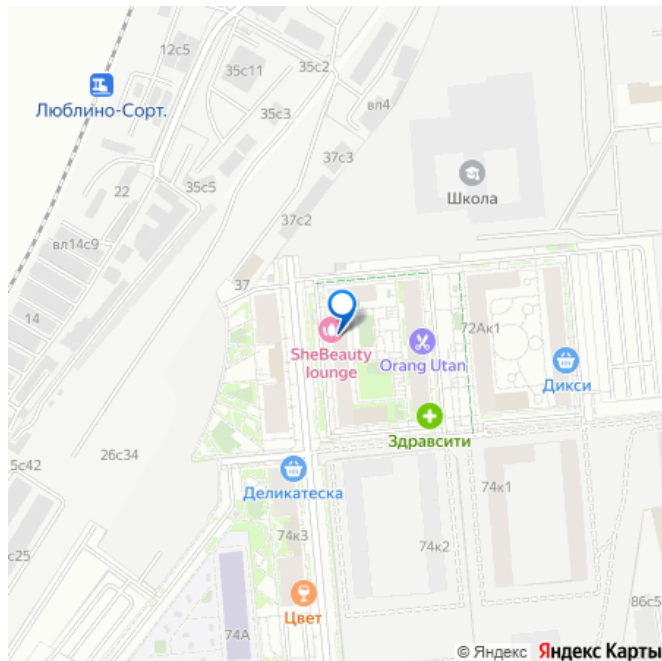 12с5
35с2
35с11
Люблино-Сорт.
35с3
вл4
37с3
22
35с5
Школа
37с2
вл14с9
37
14
SheBeauty
lounge
Orang Utan
72Ак1
Дикси
Здравсити
26с34
5с42
Деликатеска
74к1
74к3
74к2
с25
Цвет
86с5
74А
© Яндекс Яндекс Карты